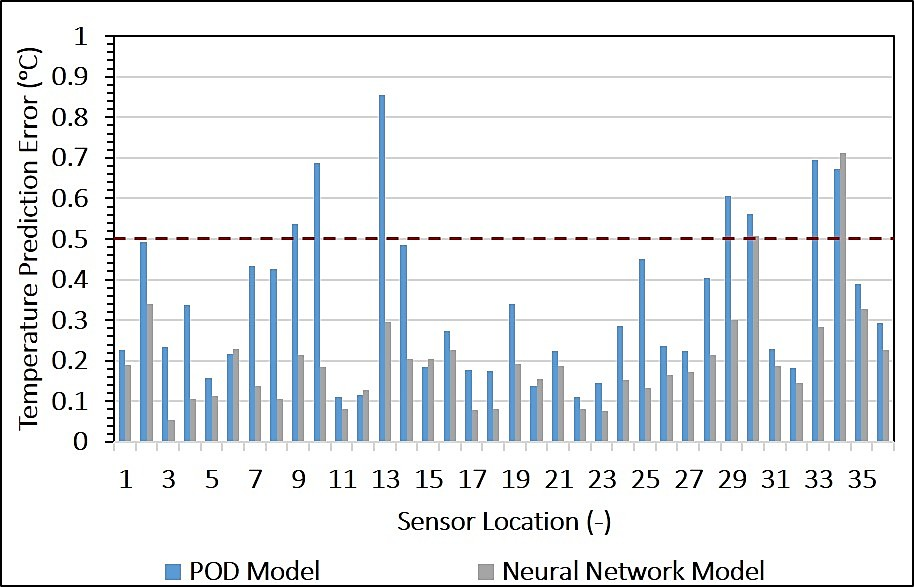 Temperature Prediction Error (ºC)
1
0.9
0.8
0.7
0.6
0.5
0.4
0.3
0.2
0.1
0
1 3 5 7 9 11 13 15 17 19 21 23 25 27 29 31 33 35
Sensor Location (-)
POD Model Neural Network Model